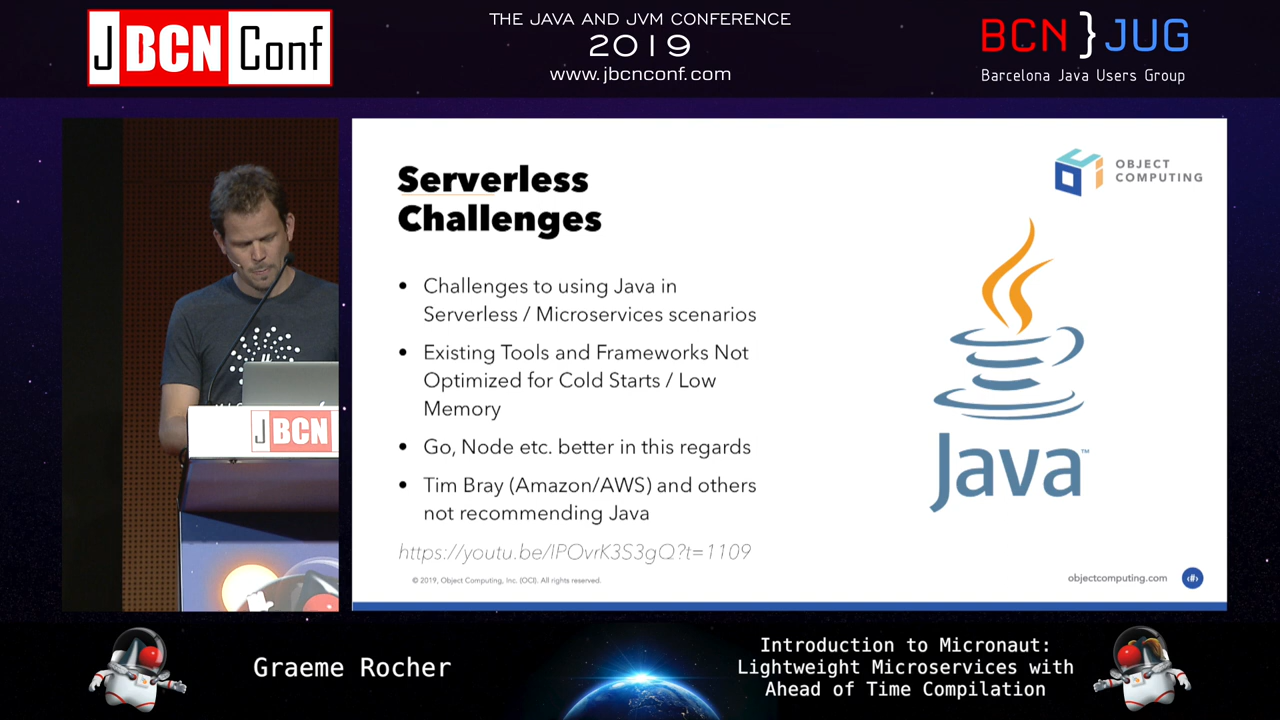 J BCN Conf
THE JAVA AND JVM CONFERENCE
2019
www.jbcnconf.com
BCN } JUG
Barcelona Java Users Group
OBJECT
COMPUTING
Serverless
Challenges
• Challenges to using Java in
Serverless / Microservices scenarios
• Existing Tools and Frameworks Not
Optimized for Cold Starts / Low
Memory
• Go, Node etc. better in this regards
• Tim Bray (Amazon/AWS) and others
not recommending Java
https://youtu.be/IPOvrK3S3gQ?t=1109
© 2019, Object Computing, Inc. (OCI). All rights reserved.
Java™
objectcomputing.com
‹#›
J BCN
Graeme Rocher
Introduction to Micronaut:
Lightweight Microservices with
Ahead of Time Compilation